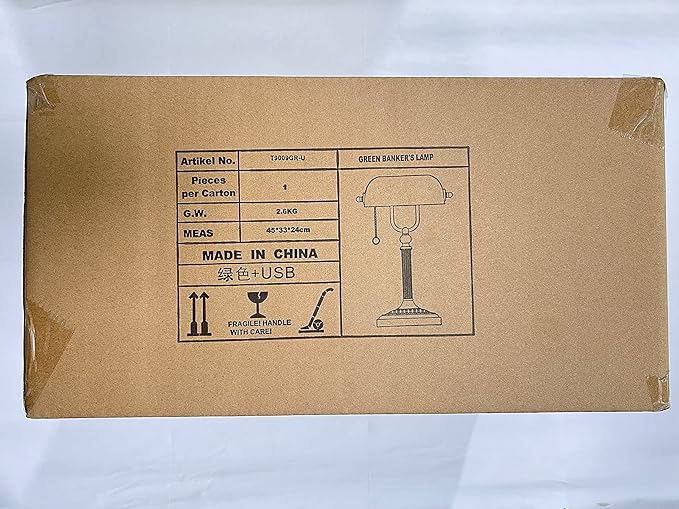 Artikel No. T9009GR-U GREEN BANKER'S LAMP
Pieces
per Carton 1
G.W. 2.6KG
MEAS 45*33*24cm
MADE IN CHINA
绿色+USB
FRAGILE! HANDLE
WITH CARE!